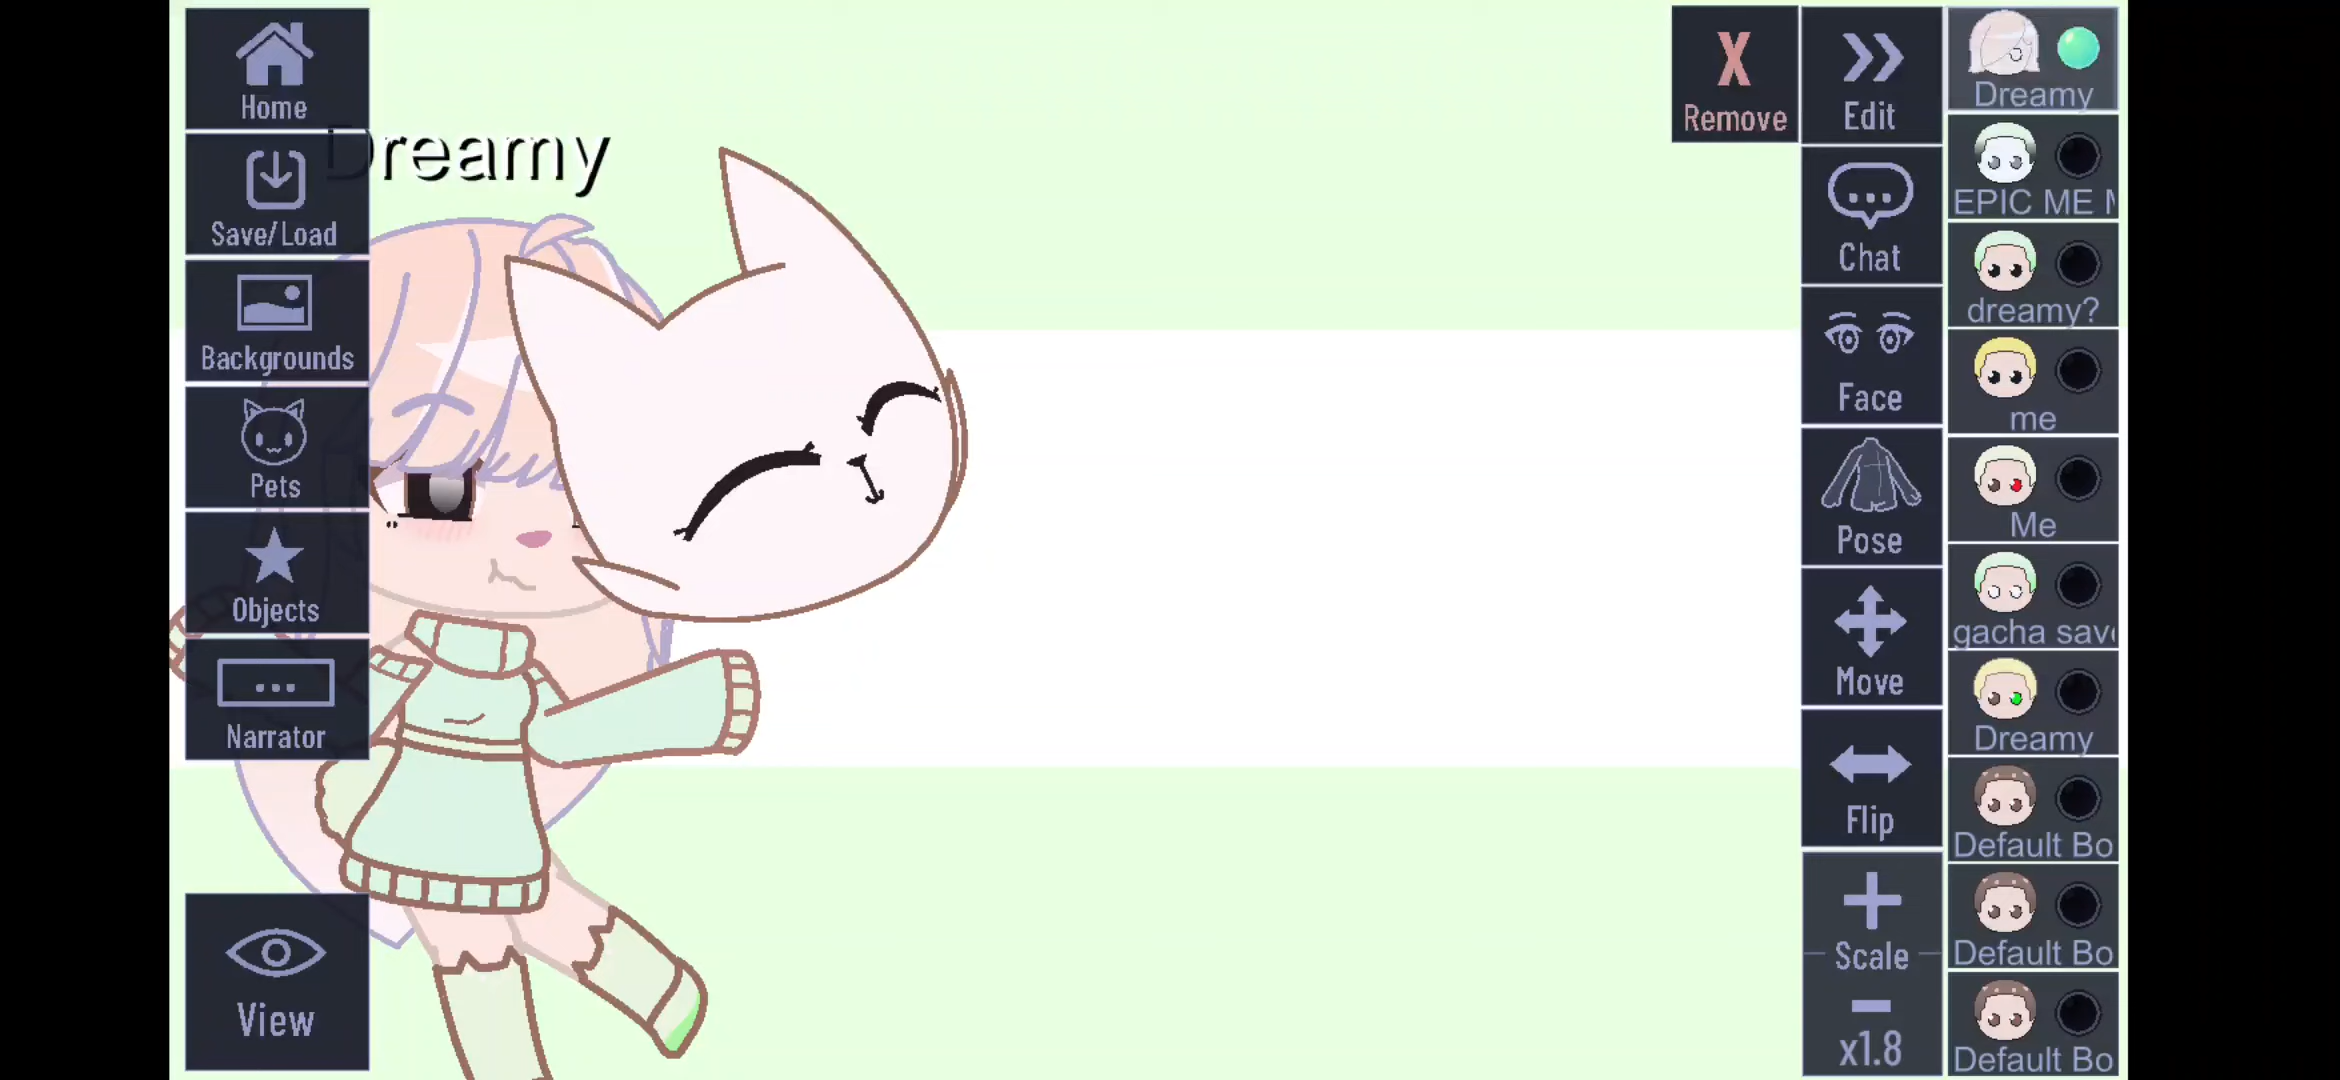 Home
Save/Load
Backgrounds
Pets
Objects
Narrator
View
Dreamy
Remove
Edit
Chat
Face
Pose
Move
Flip
Scale
x1.8
Dreamy
EPIC ME
dreamy?
me
Me
gacha
Dreamy
Default Bo
Default Bo
Default Bo